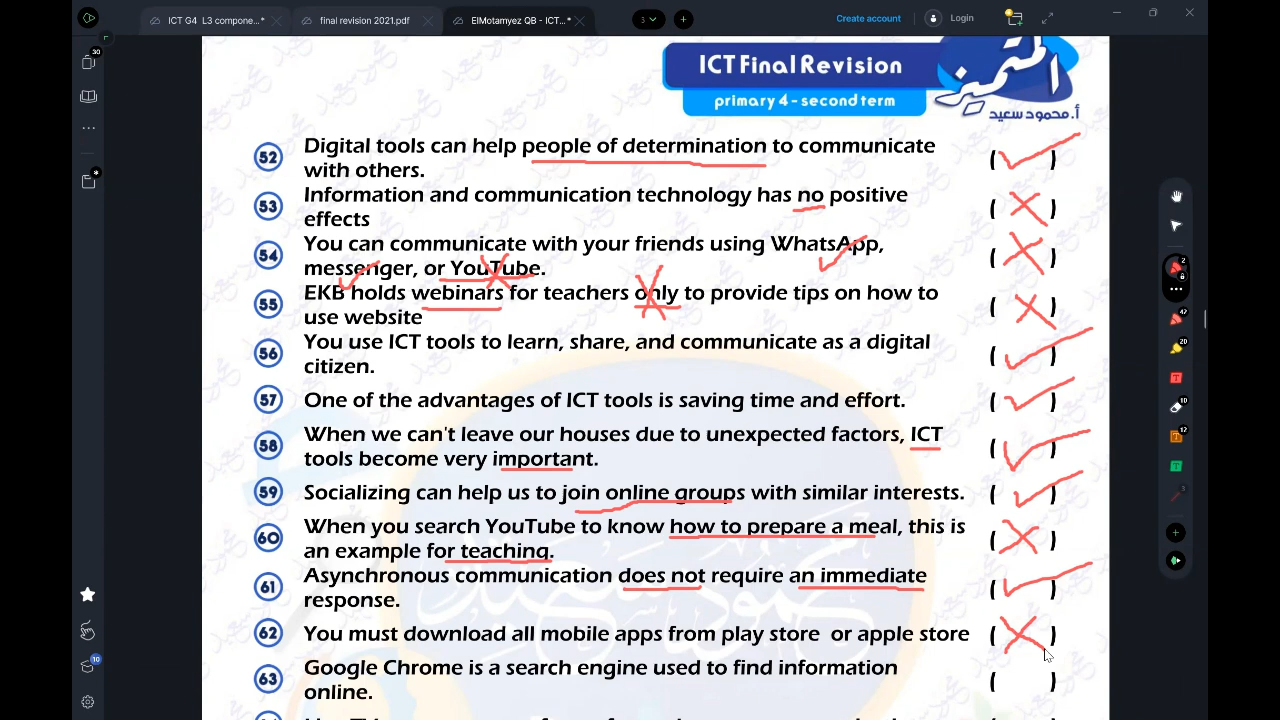 ICT G4 L3 compone...*
final revision 2021.pdf
ElMotamyez QB - ICT...*
3
Create account
Login
ICT Final Revision
المتميز
primary 4 - second term
أ. محمود سعيد
52 Digital tools can help people of determination to communicate
with others. ( )
53 Information and communication technology has no positive
effects ( )
54 You can communicate with your friends using WhatsApp,
messenger, or YouTube. ( )
55 EKB holds webinars for teachers only to provide tips on how to
use website ( )
56 You use ICT tools to learn, share, and communicate as a digital
citizen. ( )
57 One of the advantages of ICT tools is saving time and effort. ( )
58 When we can't leave our houses due to unexpected factors, ICT
tools become very important. ( )
59 Socializing can help us to join online groups with similar interests. ( )
60 When you search YouTube to know how to prepare a meal, this is
an example for teaching. ( )
61 Asynchronous communication does not require an immediate
response. ( )
62 You must download all mobile apps from play store or apple store ( )
63 Google Chrome is a search engine used to find information
online. ( )